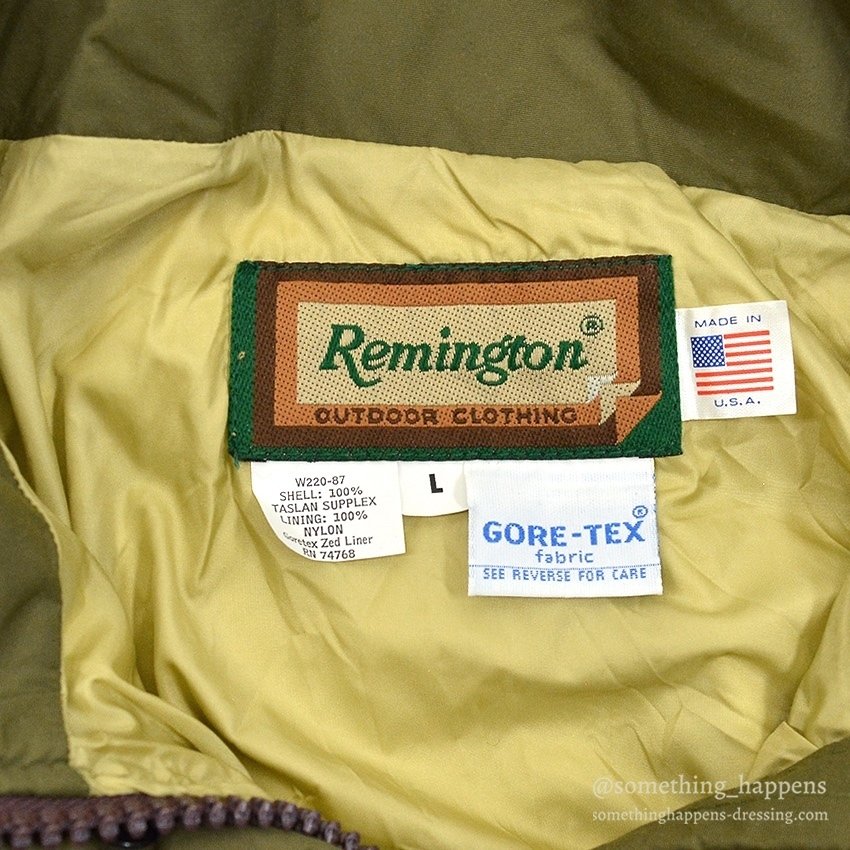 Remington®
OUTDOOR CLOTHING
MADE IN
U.S.A.
W220-87
SHELL: 100%
TASLAN SUPPLEX
LINING: 100%
NYLON
Goretex Zed Liner
RN 74768
L
GORE-TEX®
fabric
SEE REVERSE FOR CARE
@something_happens
somethinghappens-dressing.com